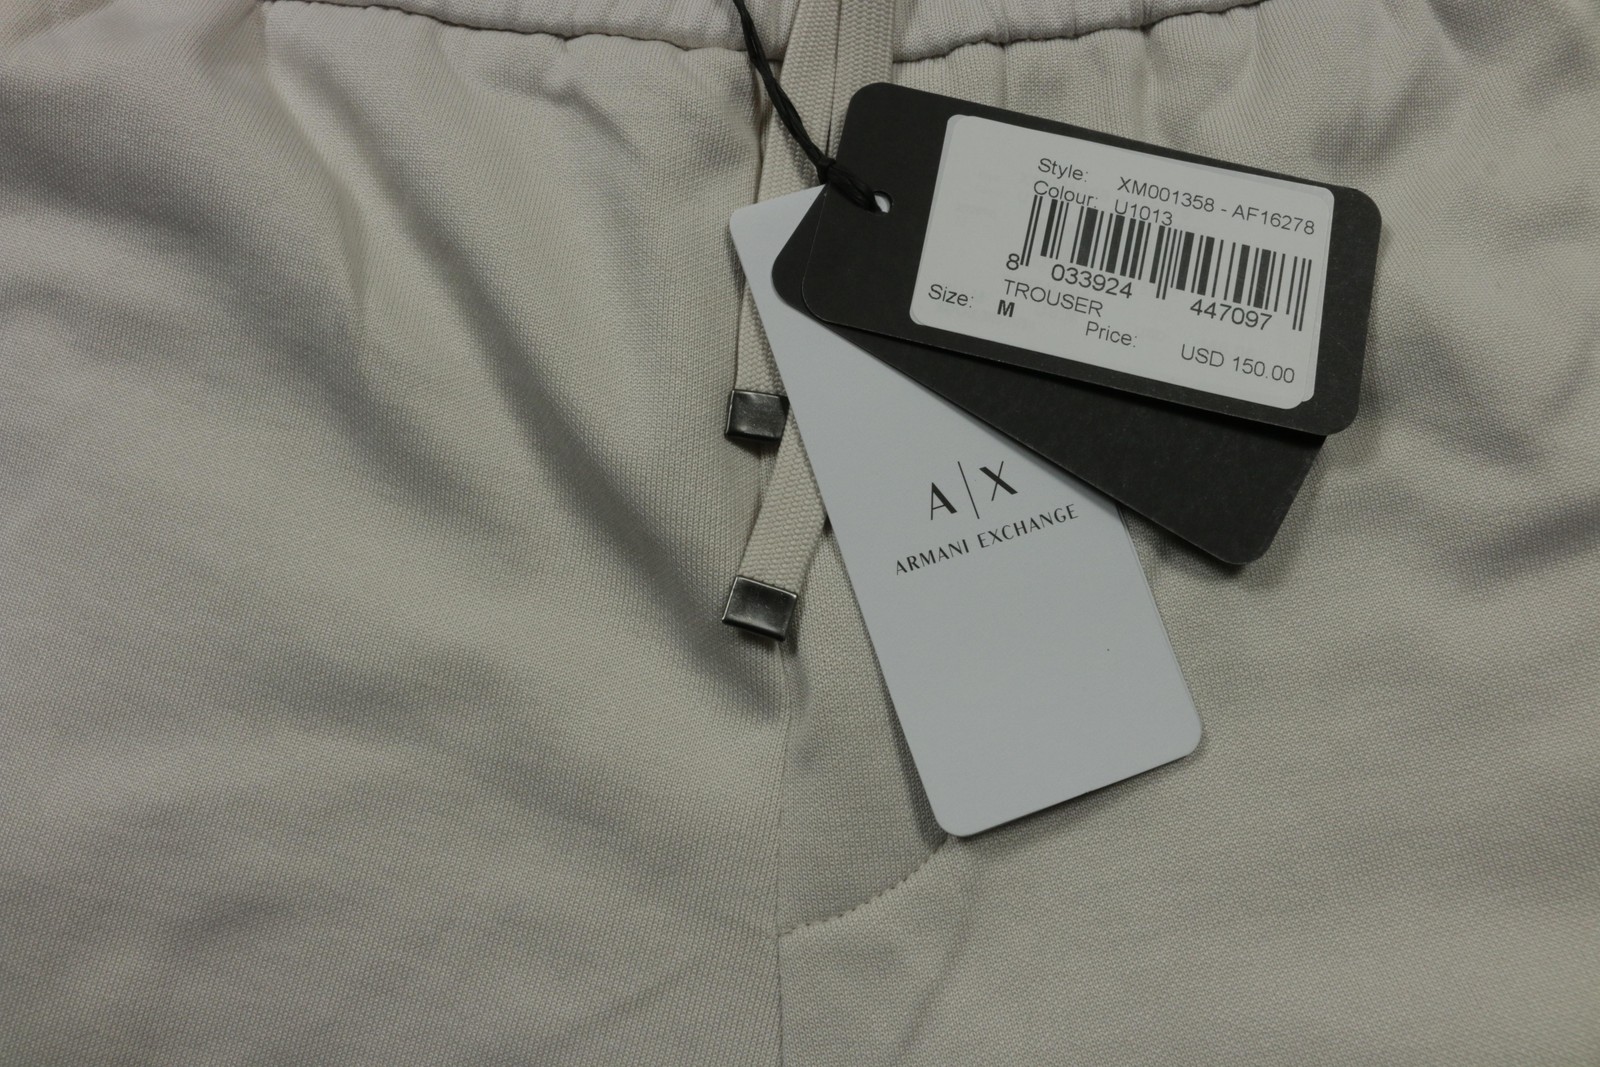 Style: XM001358 - AF16278
Colour: U1013
8 033924 447097
TROUSER
Size: M
Price: USD 150.00
A|X
ARMANI EXCHANGE